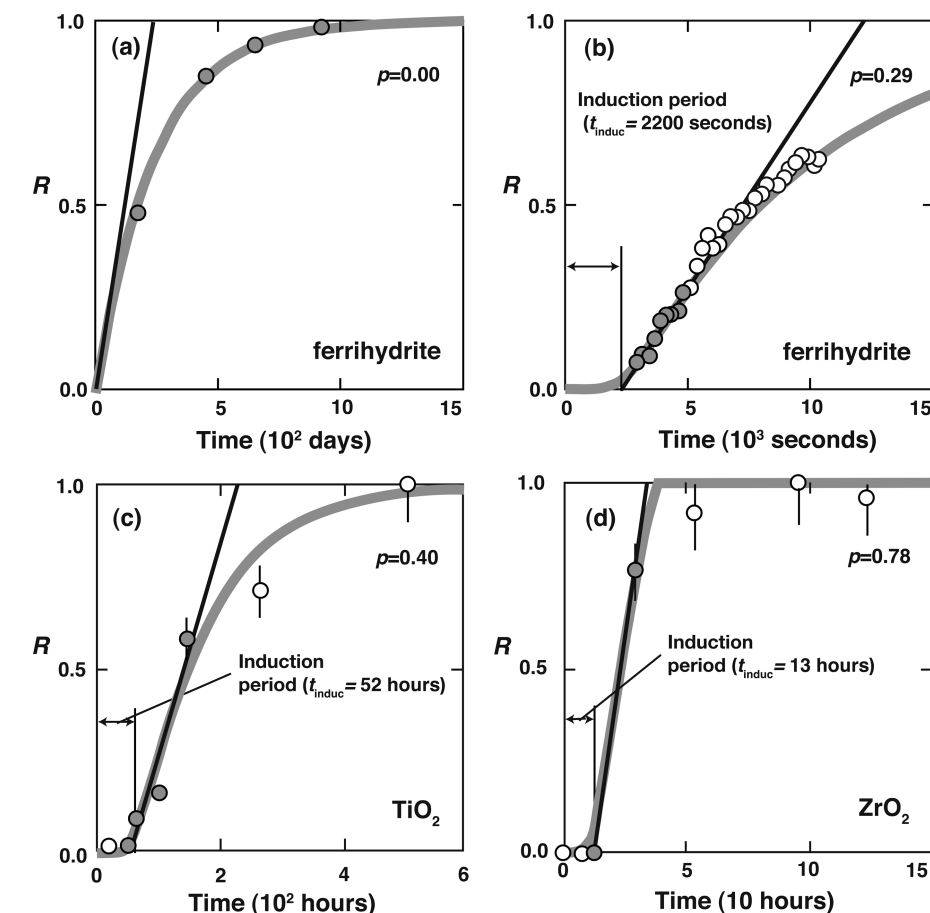 1.0
(a)
p=0.00
R
0.5
ferrihydrite
0.0
0 5 10 15
Time (10² days)
1.0
(b)
p=0.29
Induction period
(t_induc = 2200 seconds)
R
0.5
ferrihydrite
0.0
0 5 10 15
Time (10³ seconds)
1.0
(c)
p=0.40
R
0.5
Induction
period (t_induc = 52 hours)
TiO₂
0.0
0 2 4 6
Time (10² hours)
1.0
(d)
p=0.78
R
0.5
Induction
period (t_induc = 13 hours)
ZrO₂
0.0
0 5 10 15
Time (10 hours)